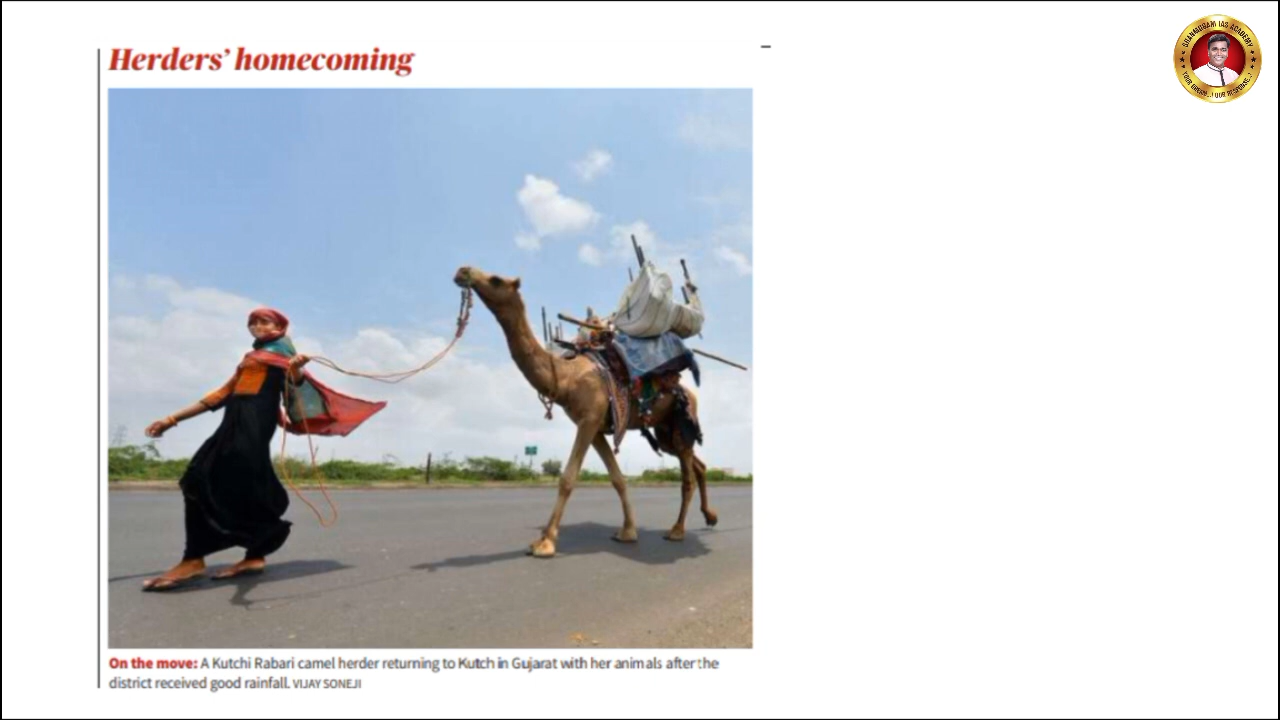 Herders’ homecoming
On the move: A Kutchi Rabari camel herder returning to Kutch in Gujarat with her animals after the
district received good rainfall. VIJAY SONEJI